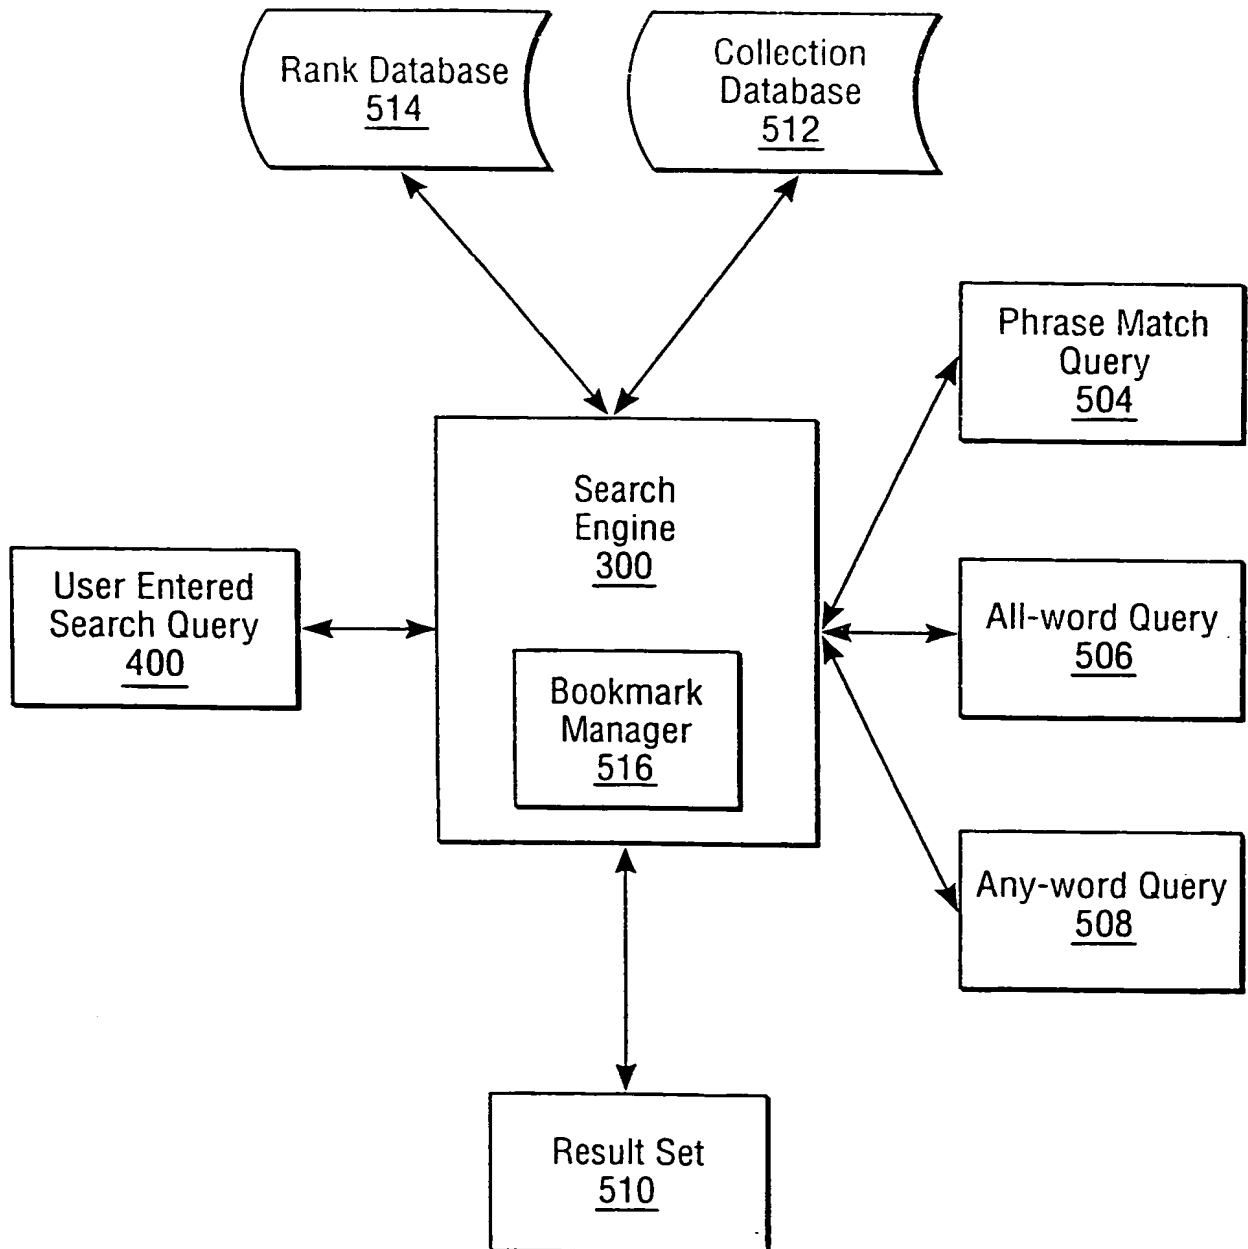 Rank Database
514
Collection
Database
512
Phrase Match
Query
504
Search
Engine
300
User Entered
Search Query
400
All-word Query
506
Bookmark
Manager
516
Any-word Query
508
Result Set
510